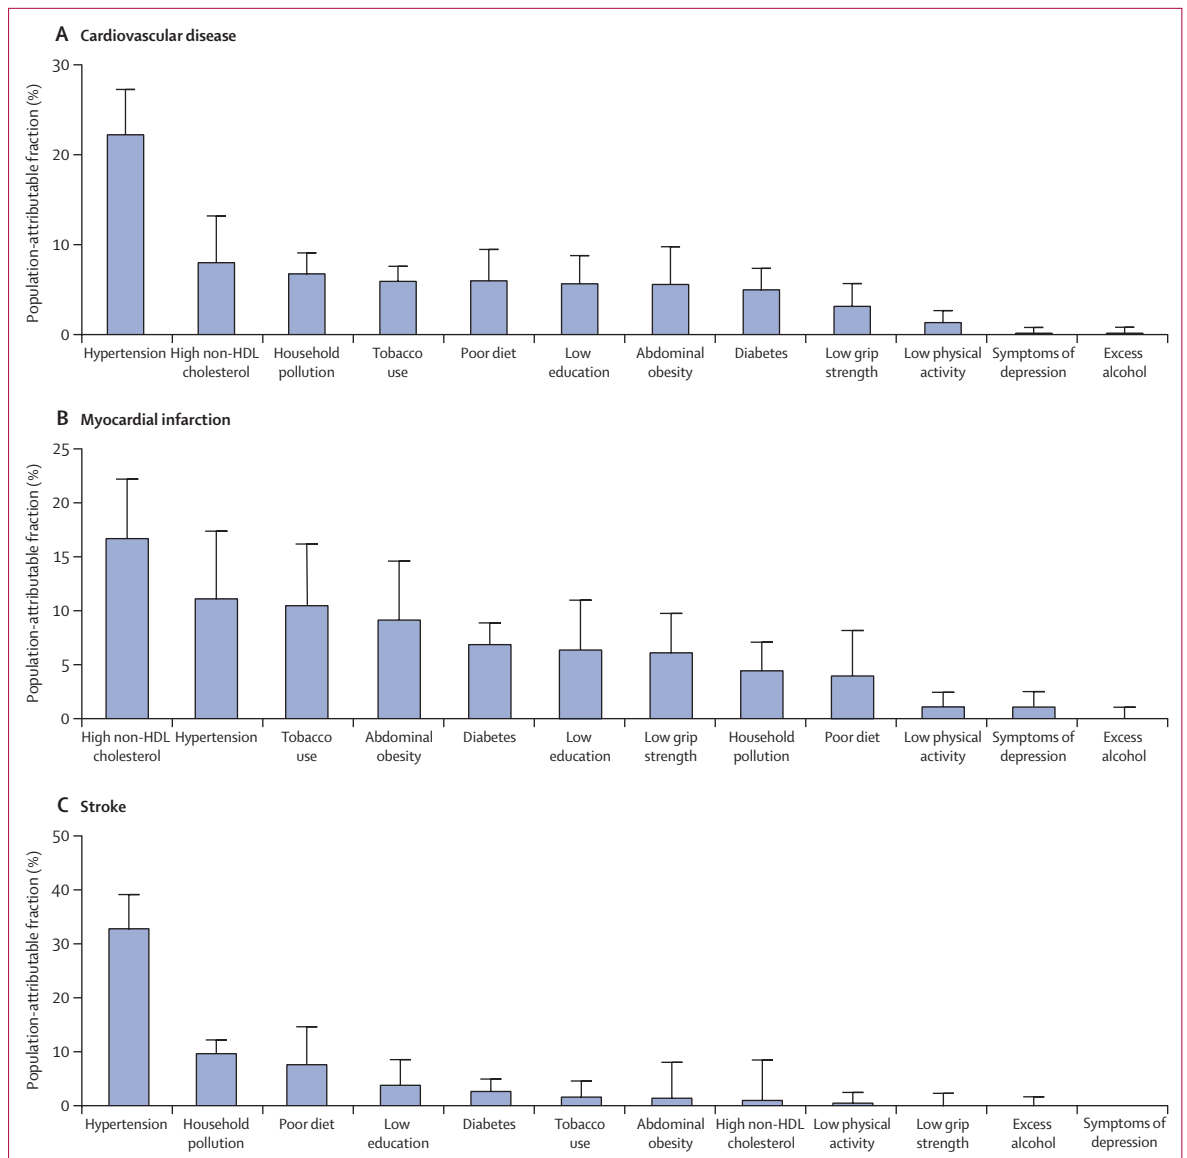 A Cardiovascular disease
Population-attributable fraction (%)
30
20
10
0
Hypertension
High non-HDL
cholesterol
Household
pollution
Tobacco
use
Poor diet
Low
education
Abdominal
obesity
Diabetes
Low grip
strength
Low physical
activity
Symptoms of
depression
Excess
alcohol
B Myocardial infarction
Population-attributable fraction (%)
25
20
15
10
5
0
High non-HDL
cholesterol
Hypertension
Tobacco
use
Abdominal
obesity
Diabetes
Low
education
Low grip
strength
Household
pollution
Poor diet
Low physical
activity
Symptoms of
depression
Excess
alcohol
C Stroke
Population-attributable fraction (%)
50
40
30
20
10
0
Hypertension
Household
pollution
Poor diet
Low
education
Diabetes
Tobacco
use
Abdominal
obesity
High non-HDL
cholesterol
Low physical
activity
Low grip
strength
Excess
alcohol
Symptoms of
depression